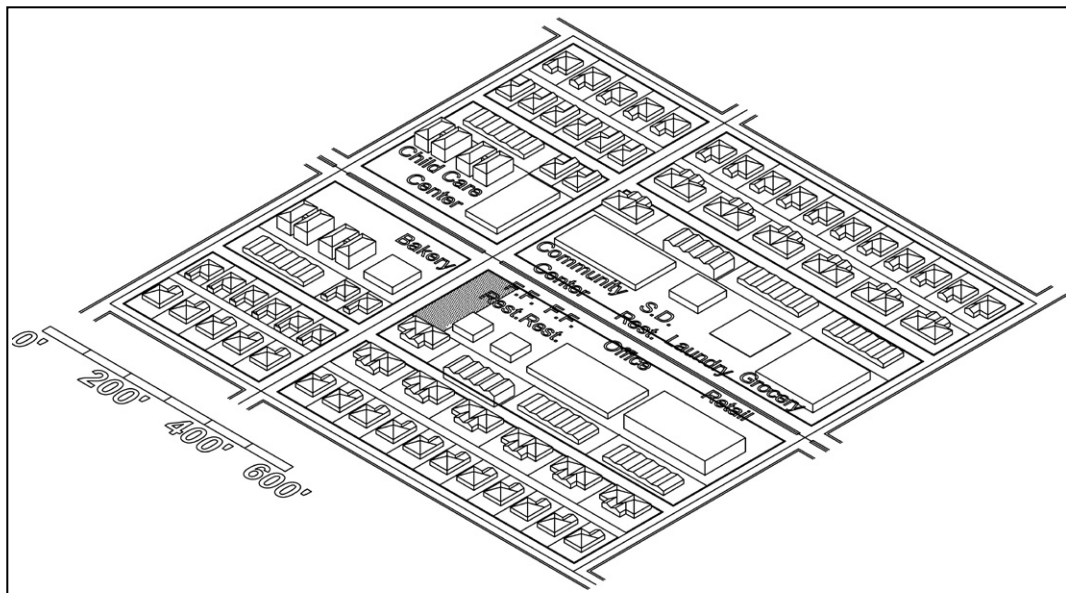 Child Care
Center
Bakery
Community
Center
S.D.
Rest.
Laundry
Grocery
F.F. F.F.
Rest.Rest.
Office
Retail
0'
200'
400'
600'